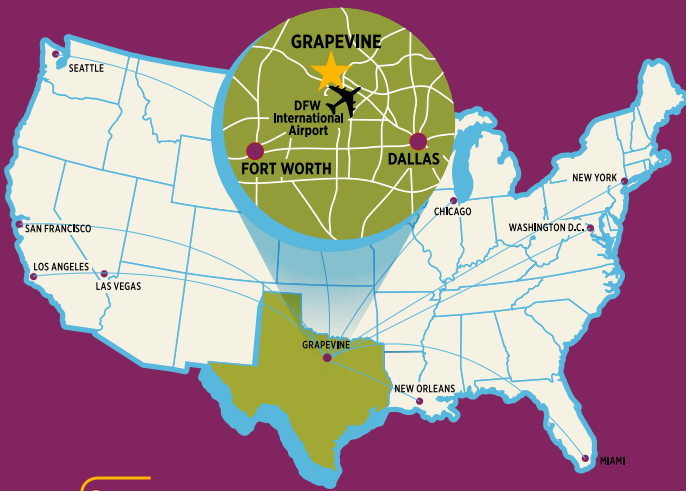 GRAPEVINE
SEATTLE
DFW
International
Airport
DALLAS
FORT WORTH
NEW YORK
CHICAGO
WASHINGTON D.C.
SAN FRANCISCO
LOS ANGELES
LAS VEGAS
GRAPEVINE
NEW ORLEANS
MIAMI